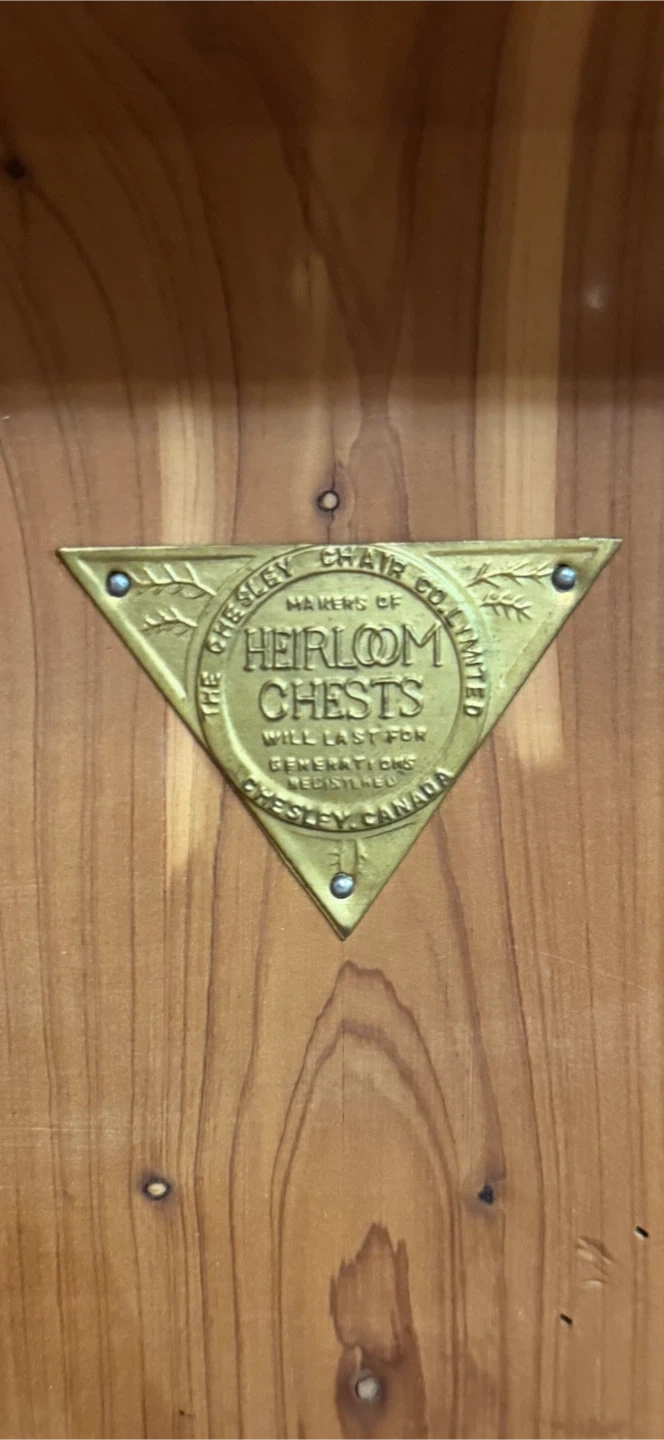 THE CHESLEY CHAIR CO. LIMITED
MAKERS OF
HEIRLOOM
CHESTS
WILL LAST FOR
GENERATIONS
REGISTERED
CHESLEY, CANADA